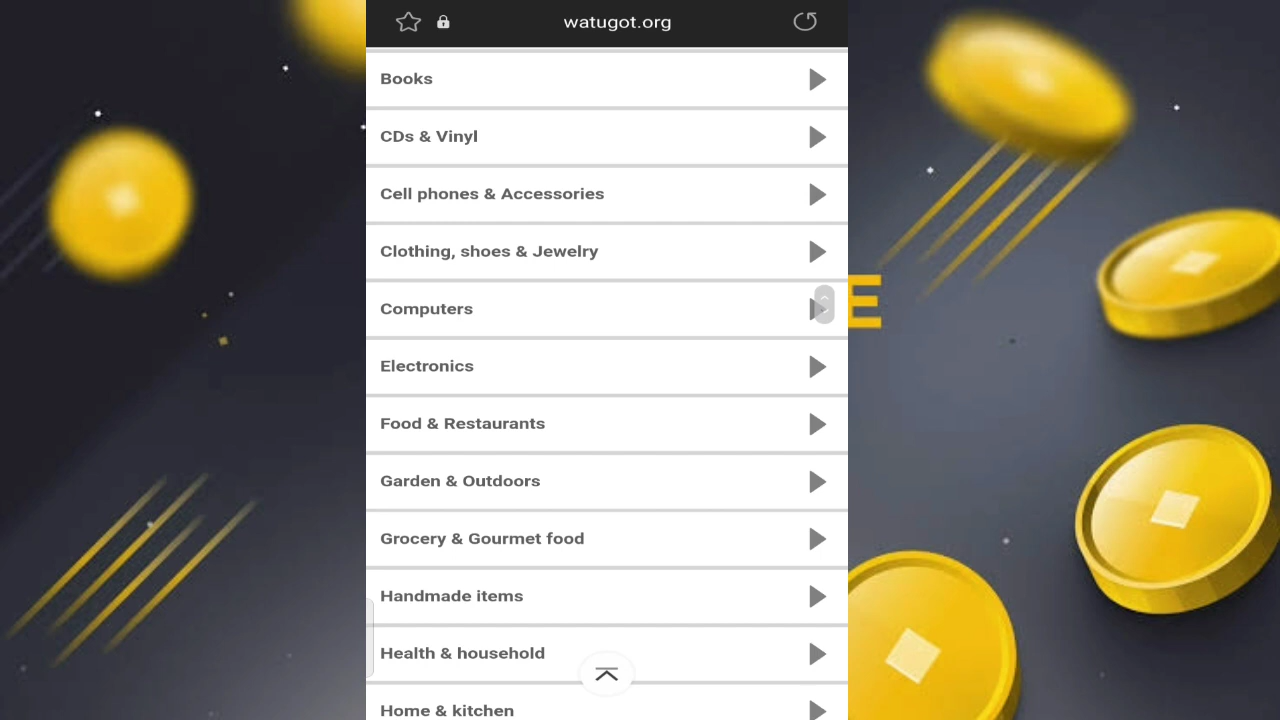 watugot.org
Books
CDs & Vinyl
Cell phones & Accessories
Clothing, shoes & Jewelry
Computers
E
Electronics
Food & Restaurants
Garden & Outdoors
Grocery & Gourmet food
Handmade items
Health & household
Home & kitchen